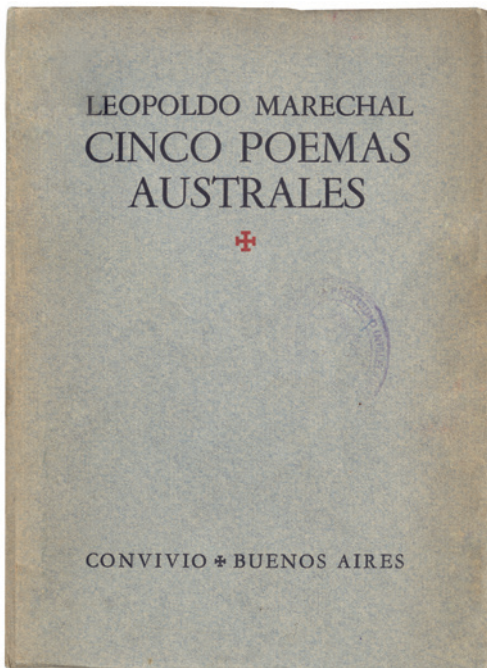 LEOPOLDO MARECHAL
CINCO POEMAS
AUSTRALES
CONVIVIO ✠ BUENOS AIRES